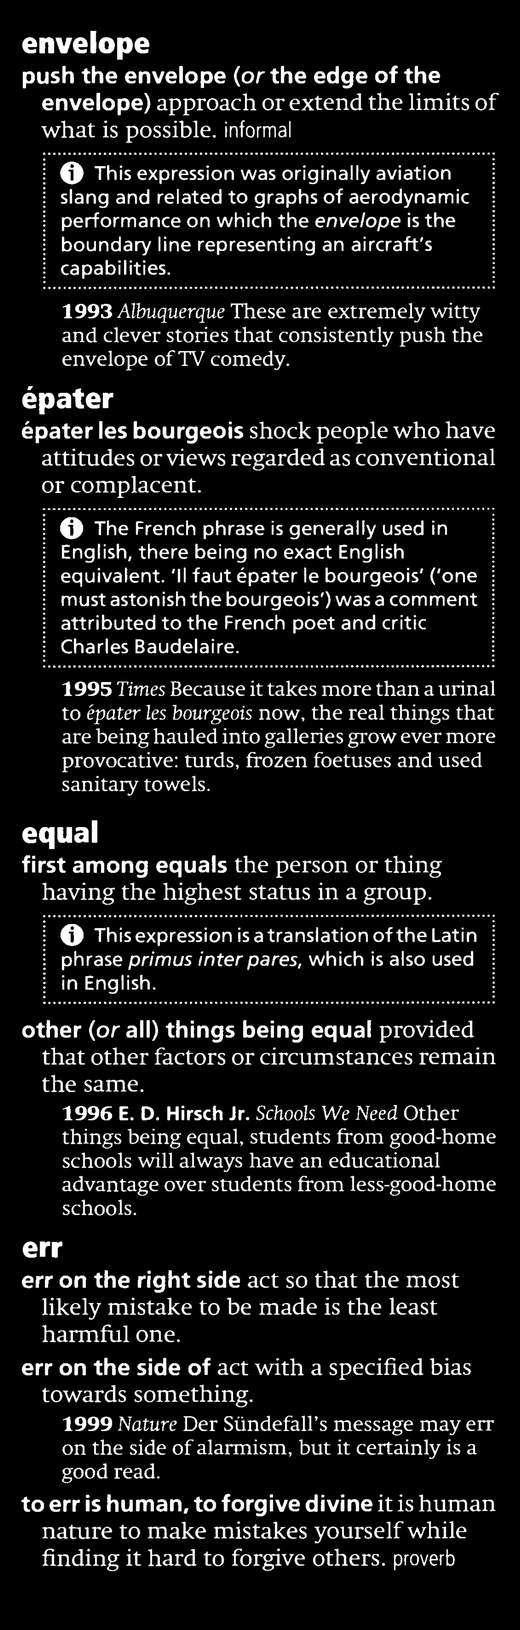 envelope
push the envelope (or the edge of the
envelope) approach or extend the limits of
what is possible. informal
This expression was originally aviation
slang and related to graphs of aerodynamic
performance on which the envelope is the
boundary line representing an aircraft's
capabilities.
1993 Albuquerque These are extremely witty
and clever stories that consistently push the
envelope of TV comedy.
épater
épater les bourgeois shock people who have
attitudes or views regarded as conventional
or complacent.
The French phrase is generally used in
English, there being no exact English
equivalent. 'Il faut épater le bourgeois' ('one
must astonish the bourgeois') was a comment
attributed to the French poet and critic
Charles Baudelaire.
1995 Times Because it takes more than a urinal
to épater les bourgeois now, the real things that
are being hauled into galleries grow ever more
provocative: turds, frozen foetuses and used
sanitary towels.
equal
first among equals the person or thing
having the highest status in a group.
This expression is a translation of the Latin
phrase primus inter pares, which is also used
in English.
other (or all) things being equal provided
that other factors or circumstances remain
the same.
1996 E. D. Hirsch Jr. Schools We Need Other
things being equal, students from good-home
schools will always have an educational
advantage over students from less-good-home
schools.
err
err on the right side act so that the most
likely mistake to be made is the least
harmful one.
err on the side of act with a specified bias
towards something.
1999 Nature Der Sündefall's message may err
on the side of alarmism, but it certainly is a
good read.
to err is human, to forgive divine it is human
nature to make mistakes yourself while
finding it hard to forgive others. proverb